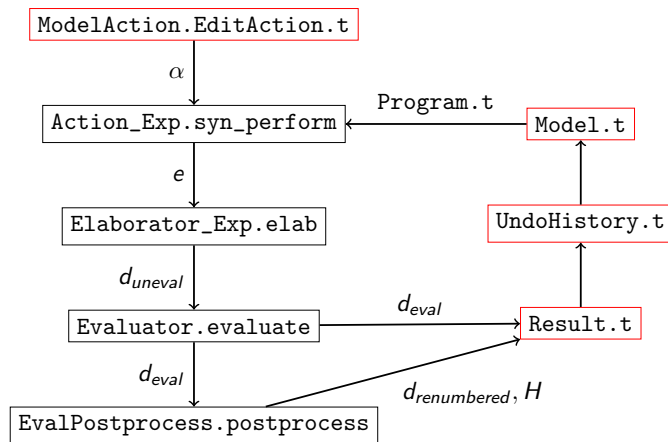 ModelAction.EditAction.t
α
Program.t
Action_Exp.syn_perform
Model.t
e
Elaborator_Exp.elab
UndoHistory.t
d_uneval
d_eval
Evaluator.evaluate
Result.t
d_eval
d_renumbered, H
EvalPostprocess.postprocess